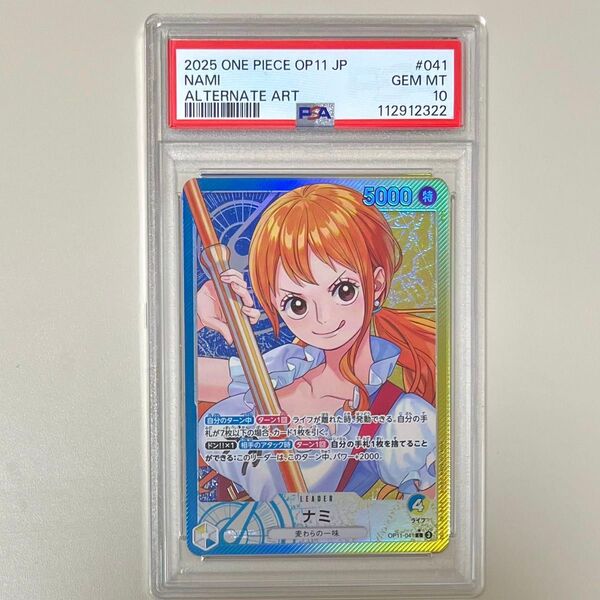 2025 ONE PIECE OP11 JP #041
NAMI GEM MT
ALTERNATE ART 10
PSA 112912322
5000 特
自分のターン中 ターン1回 ライフが離れた時、発動できる。自分の手
札が7枚以下の場合、カード1枚を引く。
ドン!!×1 相手のアタック時 ターン1回 自分の手札1枚を捨てること
ができる：このリーダーは、このターン中、パワー+2000。
LEADER
ナミ
麦わらの一味
4
ライフ
OP11-041 L 3